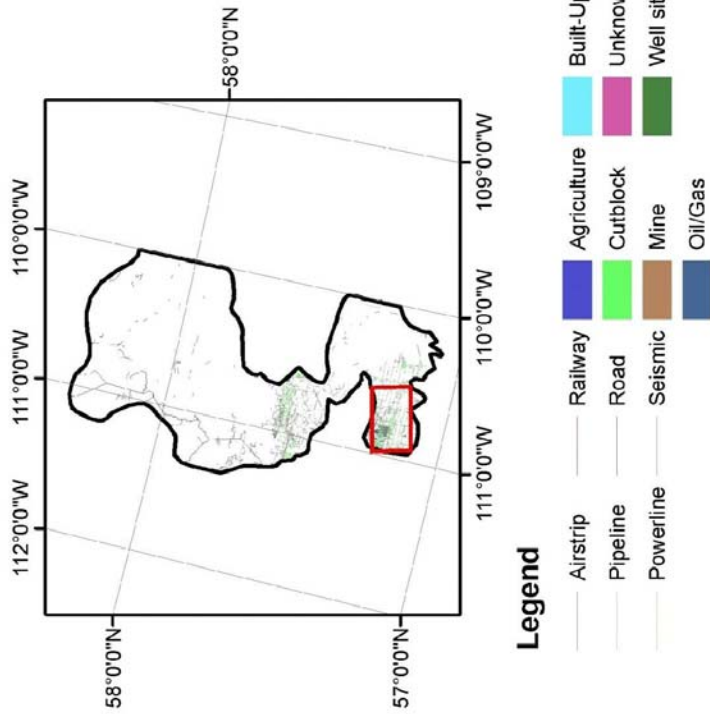 112°0'0"W
111°0'0"W
110°0'0"W
58°0'0"N
58°0'0"N
57°0'0"N
111°0'0"W
110°0'0"W
109°0'0"W
Legend
Airstrip
Railway
Agriculture
Pipeline
Road
Cutblock
Powerline
Seismic
Mine
Well
Oil/Gas